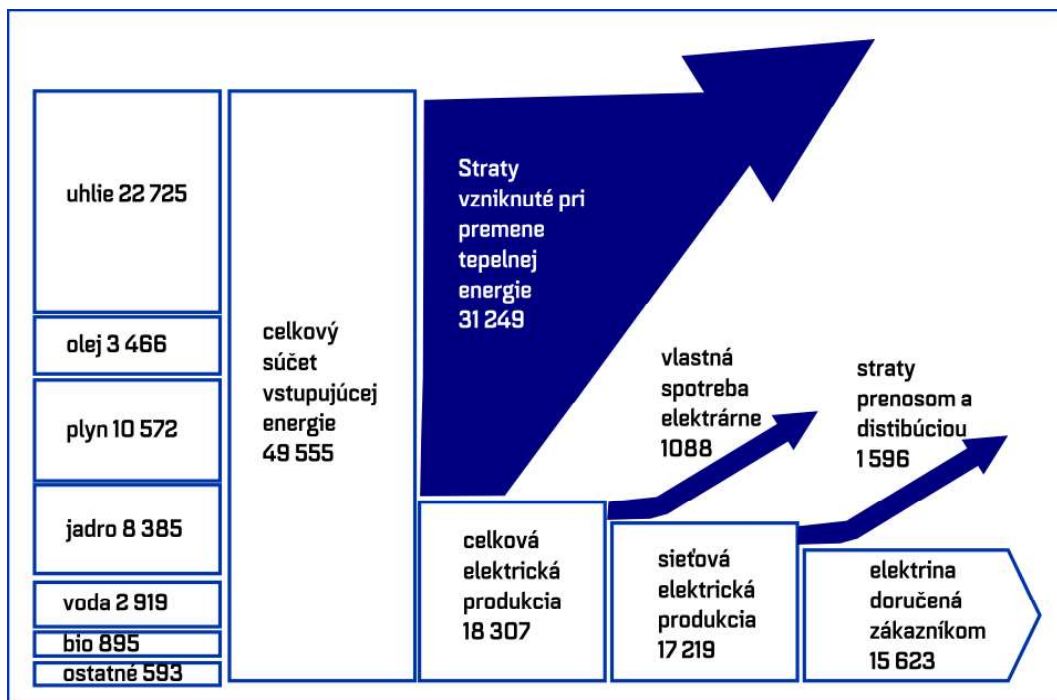 uhlie 22 725
olej 3 466
plyn 10 572
jadro 8 385
voda 2 919
bio 895
ostatné 593
celkový
súčet
vstupujúcej
energie
49 555
Straty
vzniknuté pri
premene
tepelnej
energie
31 249
celková
elektrická
produkcia
18 307
vlastná
spotreba
elektrárne
1088
sieťová
elektrická
produkcia
17 219
straty
prenosom a
distibúciou
1 596
elektrina
doručená
zákazníkom
15 623